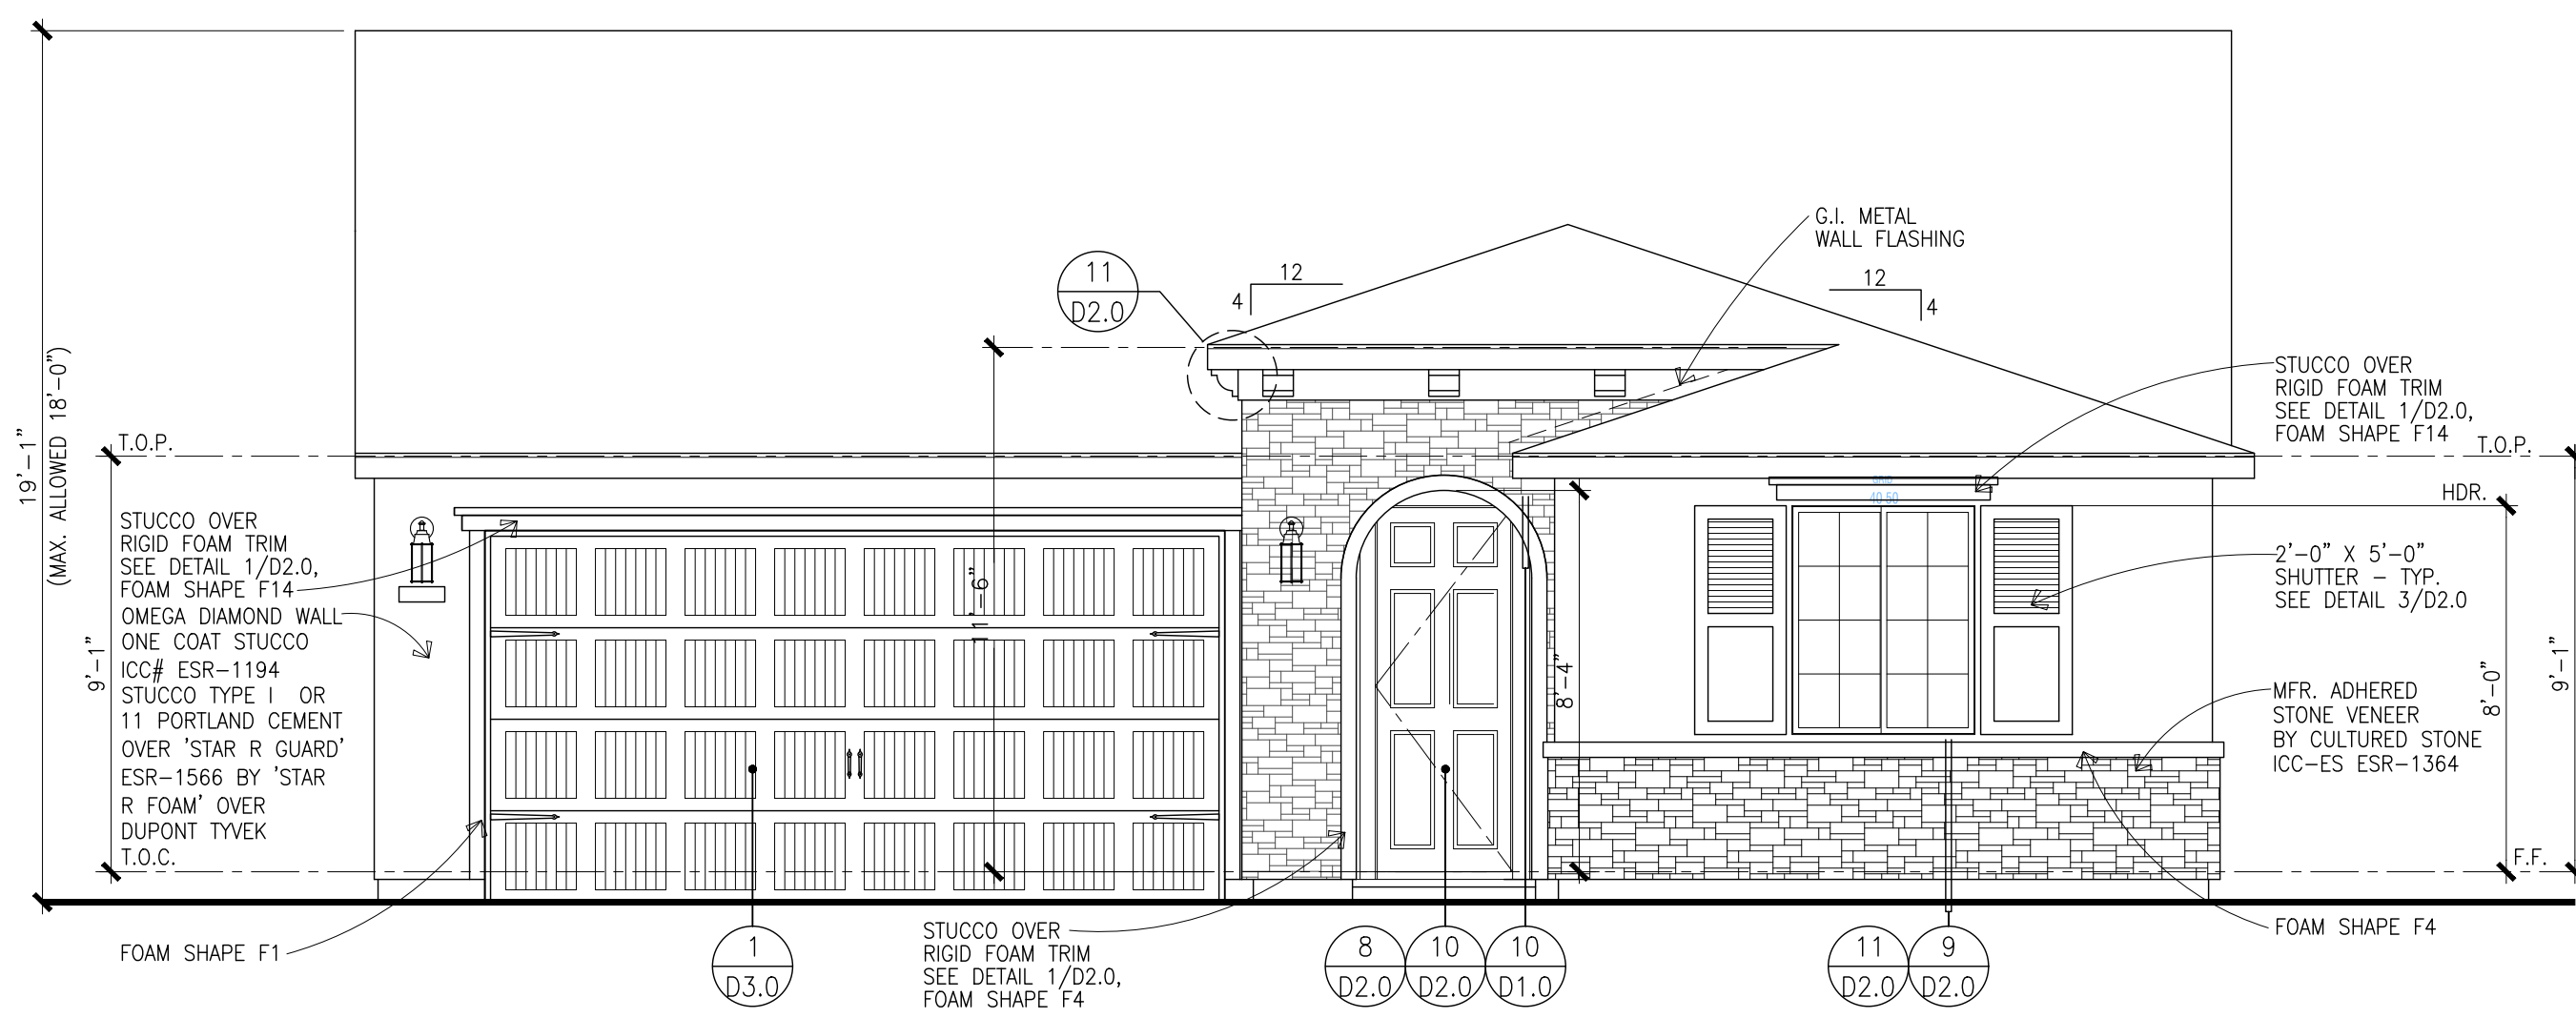 19'-1"
(MAX. ALLOWED 18'-0")
9'-1"
T.O.P.
STUCCO OVER
RIGID FOAM TRIM
SEE DETAIL 1/D2.0,
FOAM SHAPE F14
OMEGA DIAMOND WALL
ONE COAT STUCCO
ICC# ESR-1194
STUCCO TYPE I OR
11 PORTLAND CEMENT
OVER 'STAR R GUARD'
ESR-1566 BY 'STAR
R FOAM' OVER
DUPONT TYVEK
T.O.C.
FOAM SHAPE F1
1
D3.0
11
D2.0
4
12
11'-6"
STUCCO OVER
RIGID FOAM TRIM
SEE DETAIL 1/D2.0,
FOAM SHAPE F4
8
D2.0
10
D2.0
10
D1.0
8'-4"
G.I. METAL
WALL FLASHING
12
4
GRID
40 50
11
D2.0
9
D2.0
STUCCO OVER
RIGID FOAM TRIM
SEE DETAIL 1/D2.0,
FOAM SHAPE F14
T.O.P.
HDR.
2'-0" X 5'-0"
SHUTTER - TYP.
SEE DETAIL 3/D2.0
MFR. ADHERED
STONE VENEER
BY CULTURED STONE
ICC-ES ESR-1364
8'-0"
9'-1"
F.F.
FOAM SHAPE F4